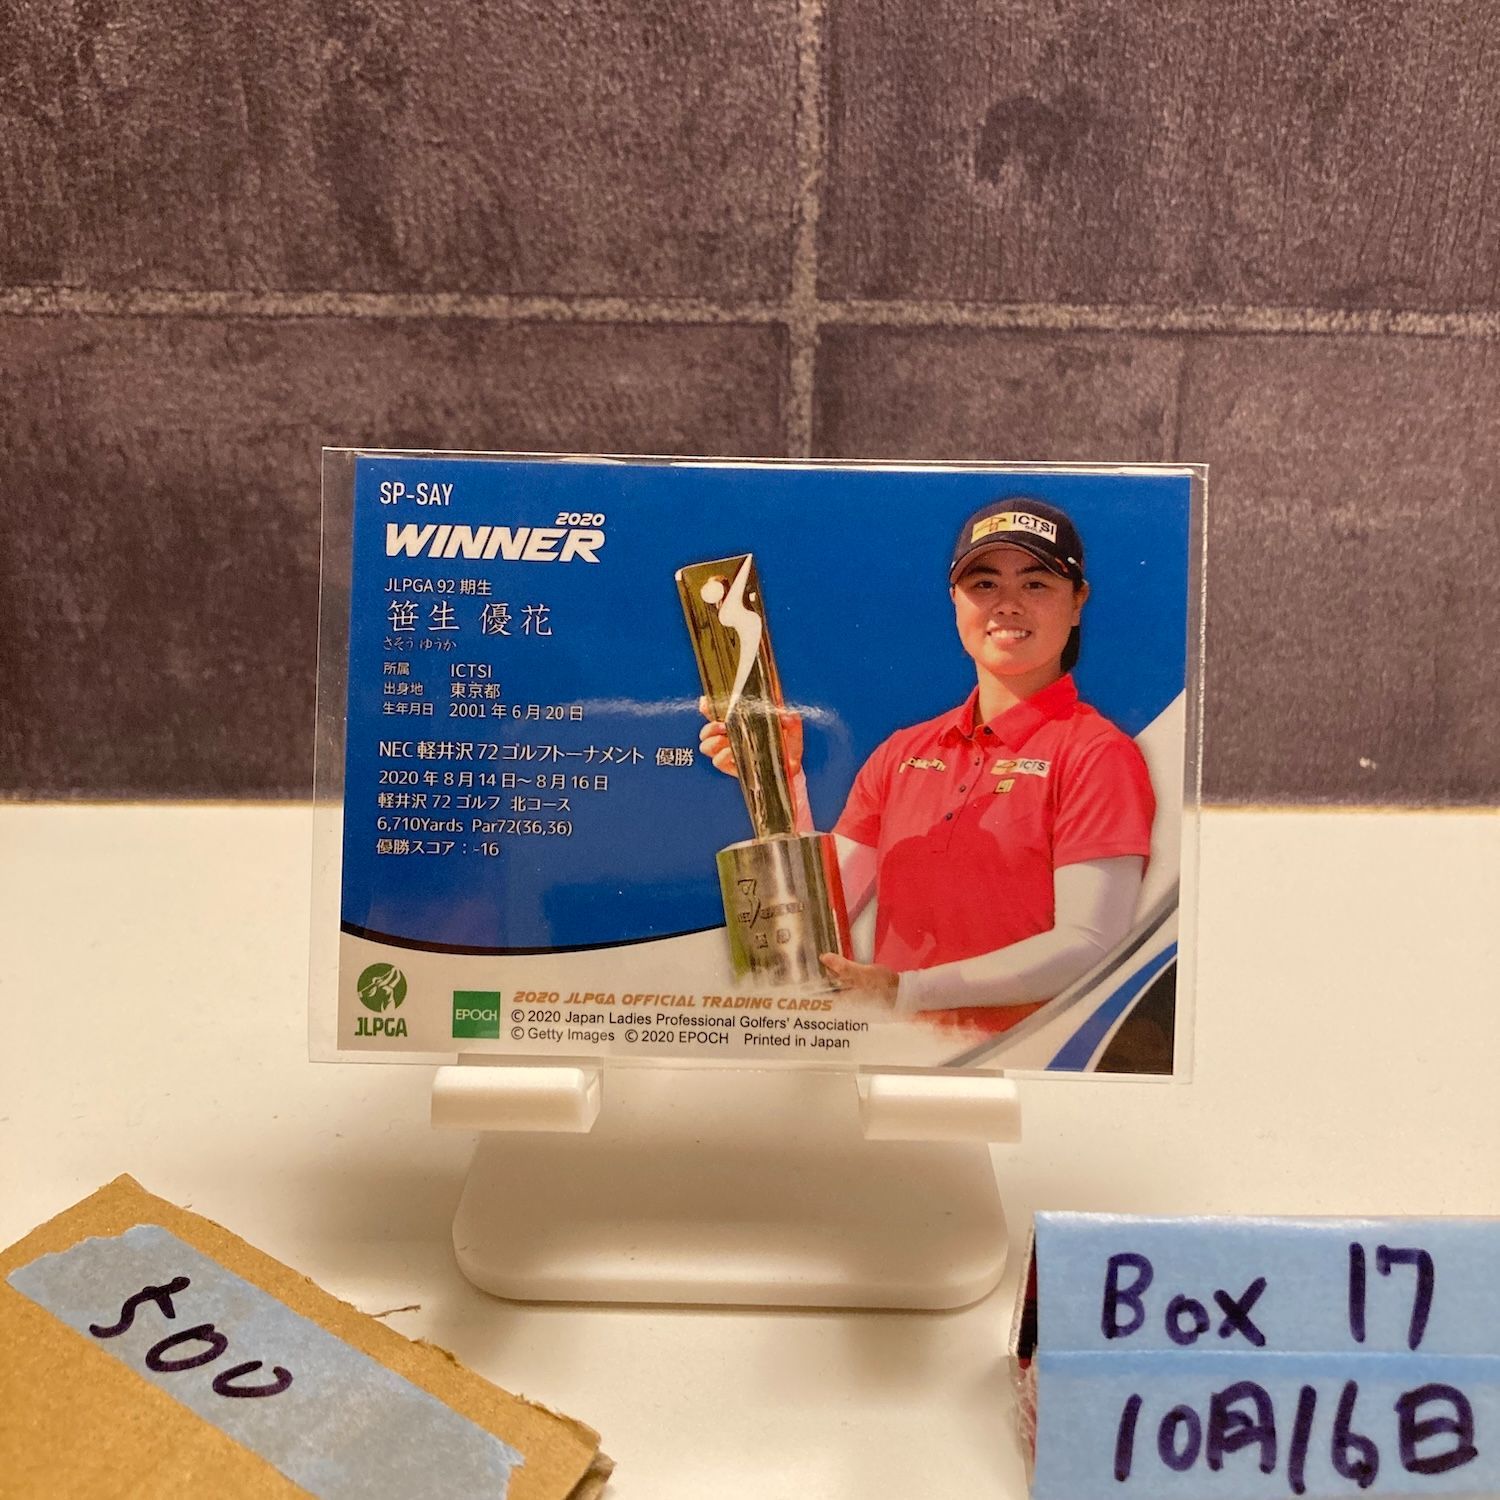 SP-SAY
2020
WINNER
JLPGA 92 期生
笹生 優花
さそう ゆうか
所属 ICTSI
出身地 東京都
生年月日 2001 年 6 月 20 日
NEC 軽井沢 72 ゴルフトーナメント 優勝
2020 年 8 月 14 日〜 8 月 16 日
軽井沢 72 ゴルフ 北コース
6,710Yards Par72(36,36)
優勝スコア：-16
ICTSI
ICTSI
JLPGA
EPOCH
2020 JLPGA OFFICIAL TRADING CARDS
© 2020 Japan Ladies Professional Golfers' Association
© Getty Images © 2020 EPOCH Printed in Japan
500
Box 17
10月16日